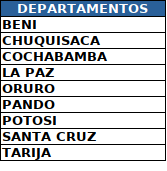 DEPARTAMENTOS
BENI
CHUQUISACA
COCHABAMBA
LA PAZ
ORURO
PANDO
POTOSI
SANTA CRUZ
TARIJA